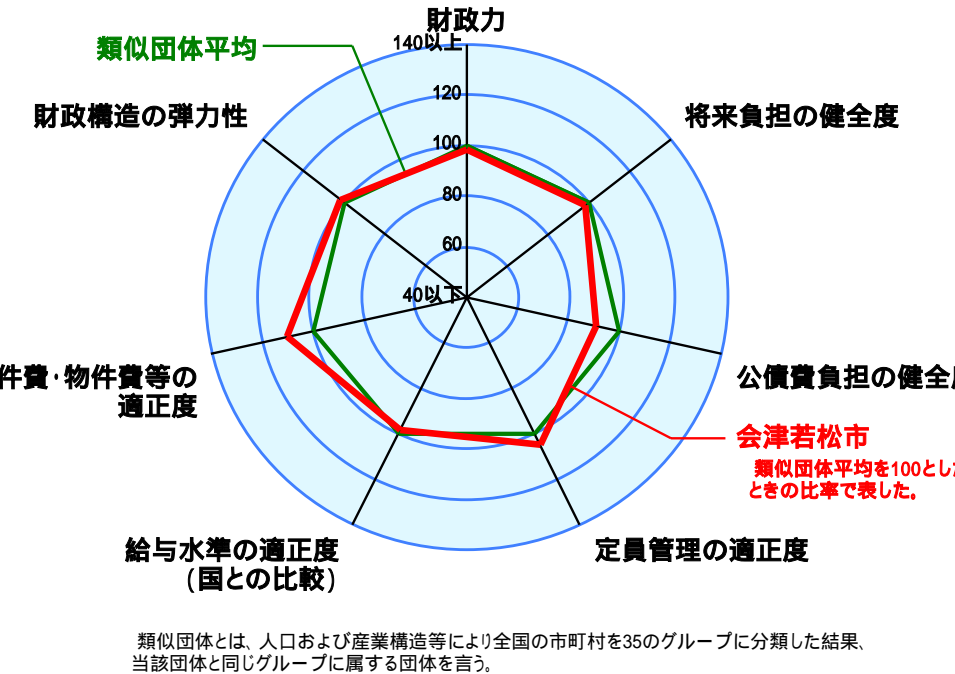 財政力
140以上
類似団体平均
120
財政構造の弾力性
将来負担の健全度
100
80
60
40以下
件費・物件費等の
適正度
公債費負担の健全度
会津若松市
類似団体平均を100とした
ときの比率で表した。
給与水準の適正度
(国との比較)
定員管理の適正度
類似団体とは、人口および産業構造等により全国の市町村を35のグループに分類した結果、
当該団体と同じグループに属する団体を言う。